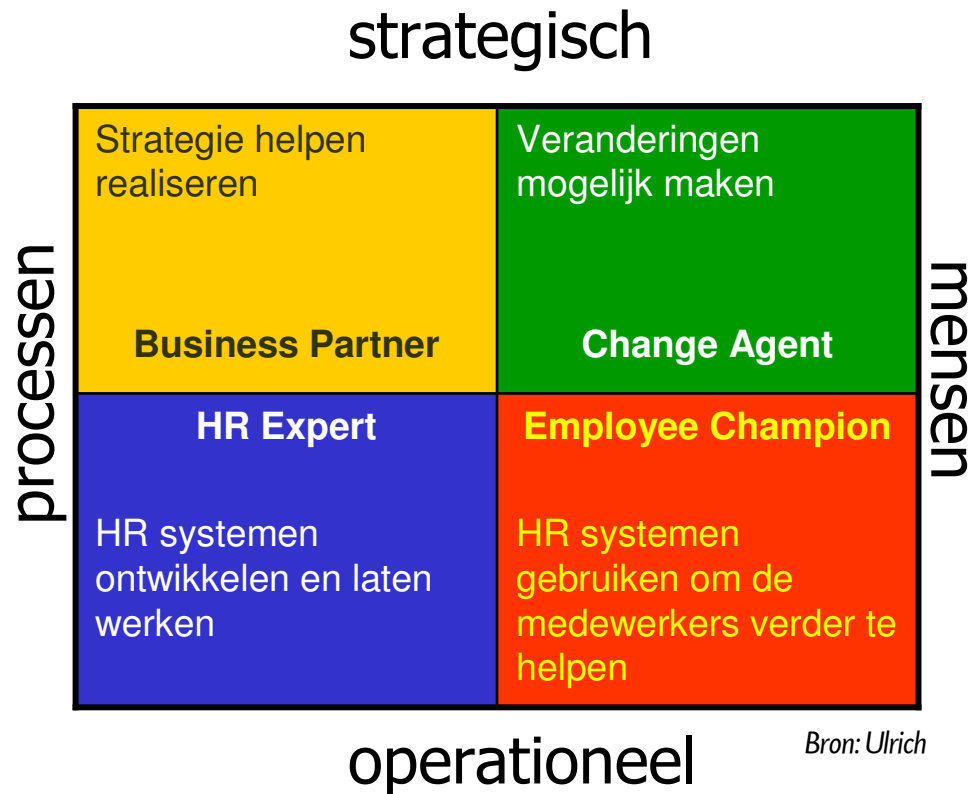 strategisch
processen
Strategie helpen
realiseren
Business Partner
Veranderingen
mogelijk maken
Change Agent
mensen
HR Expert
HR systemen
ontwikkelen en laten
werken
Employee Champion
HR systemen
gebruiken om de
medewerkers verder te
helpen
operationeel
Bron: Ulrich